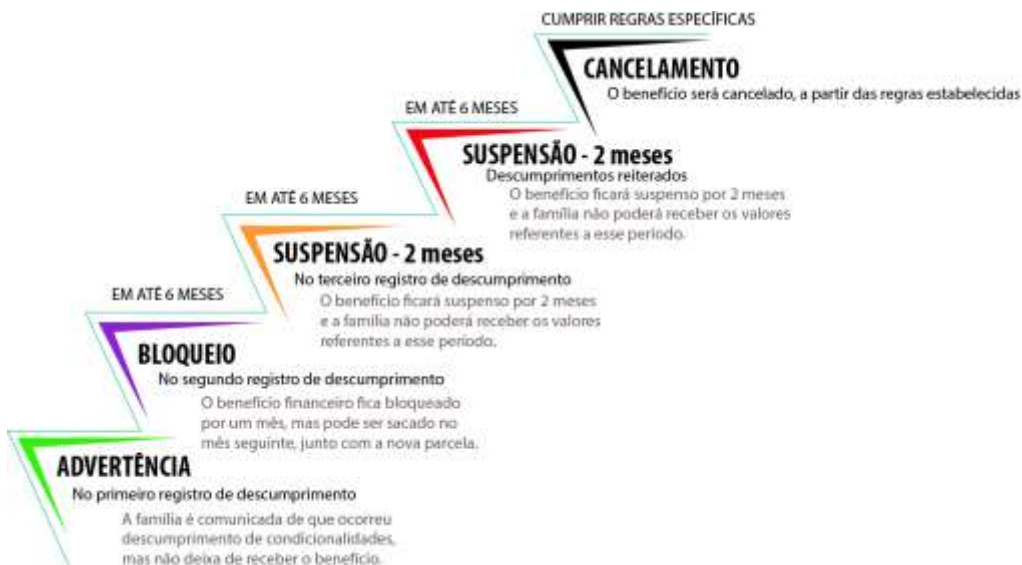 CUMPRIR REGRAS ESPECÍFICAS
CANCELAMENTO
O benefício será cancelado, a partir das regras estabelecidas
EM ATÉ 6 MESES
SUSPENSÃO - 2 meses
Descumprimentos reiterados
O benefício ficará suspenso por 2 meses
e a família não poderá receber os valores
referentes a esse período.
EM ATÉ 6 MESES
SUSPENSÃO - 2 meses
No terceiro registro de descumprimento
O benefício ficará suspenso por 2 meses
e a família não poderá receber os valores
referentes a esse período.
EM ATÉ 6 MESES
BLOQUEIO
No segundo registro de descumprimento
O benefício financeiro fica bloqueado
por um mês, mas pode ser sacado no
mês seguinte, junto com a nova parcela.
ADVERTÊNCIA
No primeiro registro de descumprimento
A família é comunicada de que ocorreu
descumprimento de condicionalidades,
mas não deixa de receber o benefício.